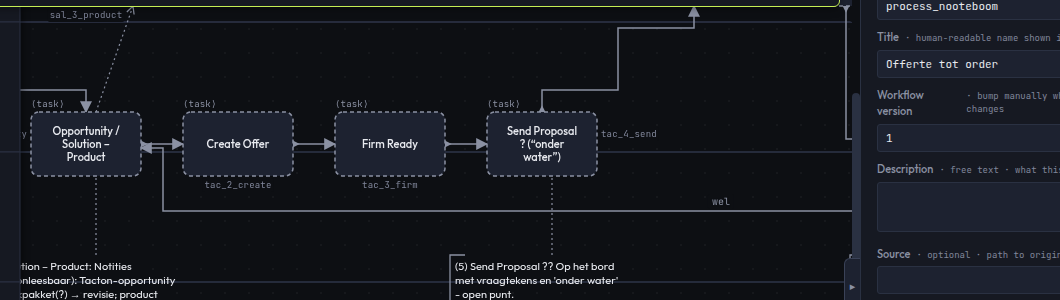 sal_3_product
(task)
(task)
(task)
(task)
y
Opportunity /
Solution –
Product
Create Offer
Firm Ready
Send Proposal
? (“onder
water”)
tac_4_send
tac_2_create
tac_3_firm
wel
tion – Product: Notities
onleesbaar): Tacton-opportunity
pakket(?) → revisie; product
(5) Send Proposal ?? Op het bord
met vraagtekens en 'onder water'
- open punt.
process_nooteboom
Title · human-readable name shown i
Offerte tot order
Workflow version · bump manually wh
changes
1
Description · free text · what this
Source · optional · path to origin